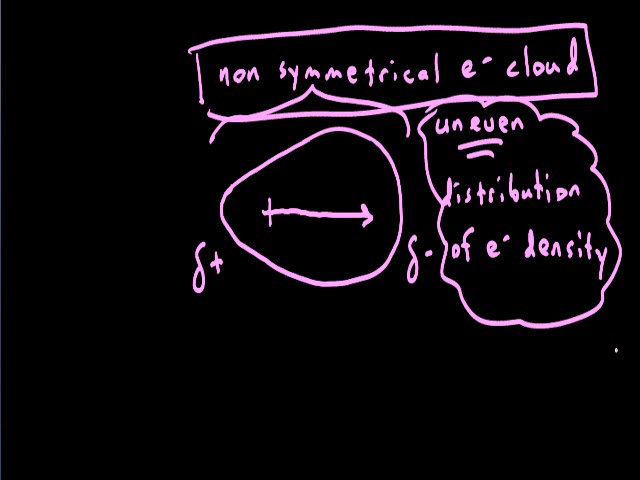 non symmetrical e⁻ cloud
uneven
distribution
of e⁻ density
δ+
δ-